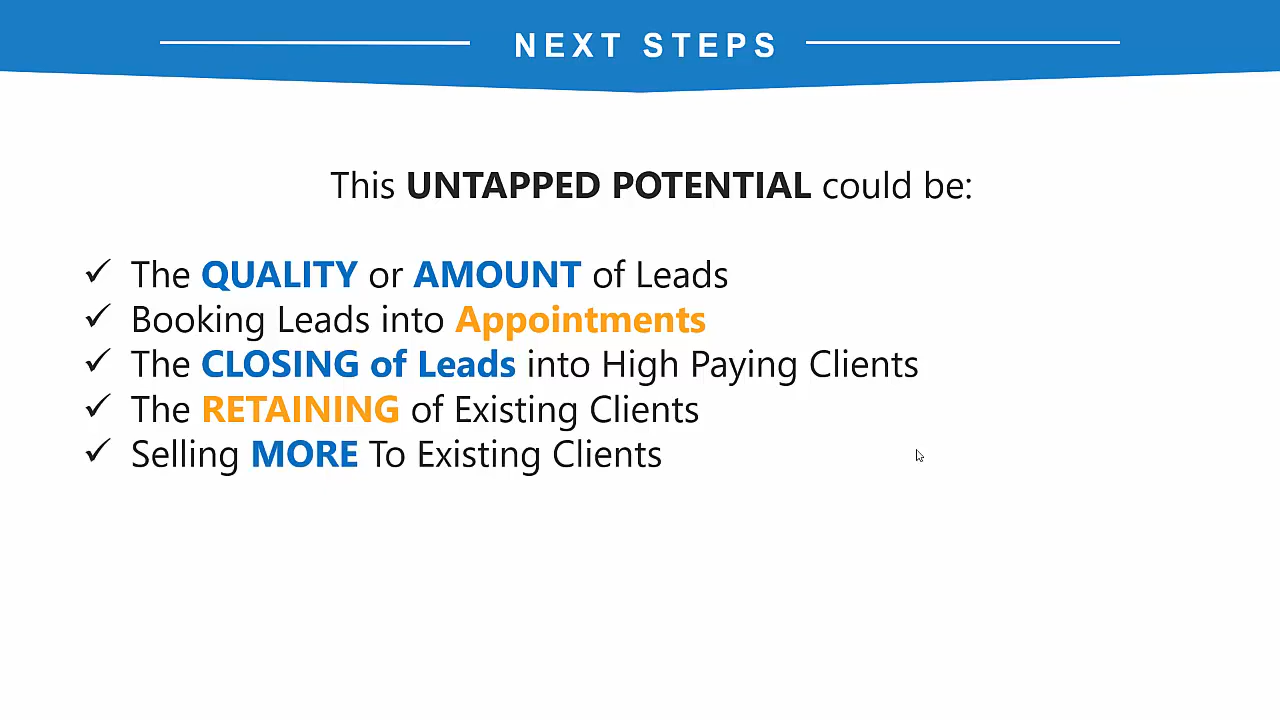 NEXT STEPS
This UNTAPPED POTENTIAL could be:
✓ The QUALITY or AMOUNT of Leads
✓ Booking Leads into Appointments
✓ The CLOSING of Leads into High Paying Clients
✓ The RETAINING of Existing Clients
✓ Selling MORE To Existing Clients